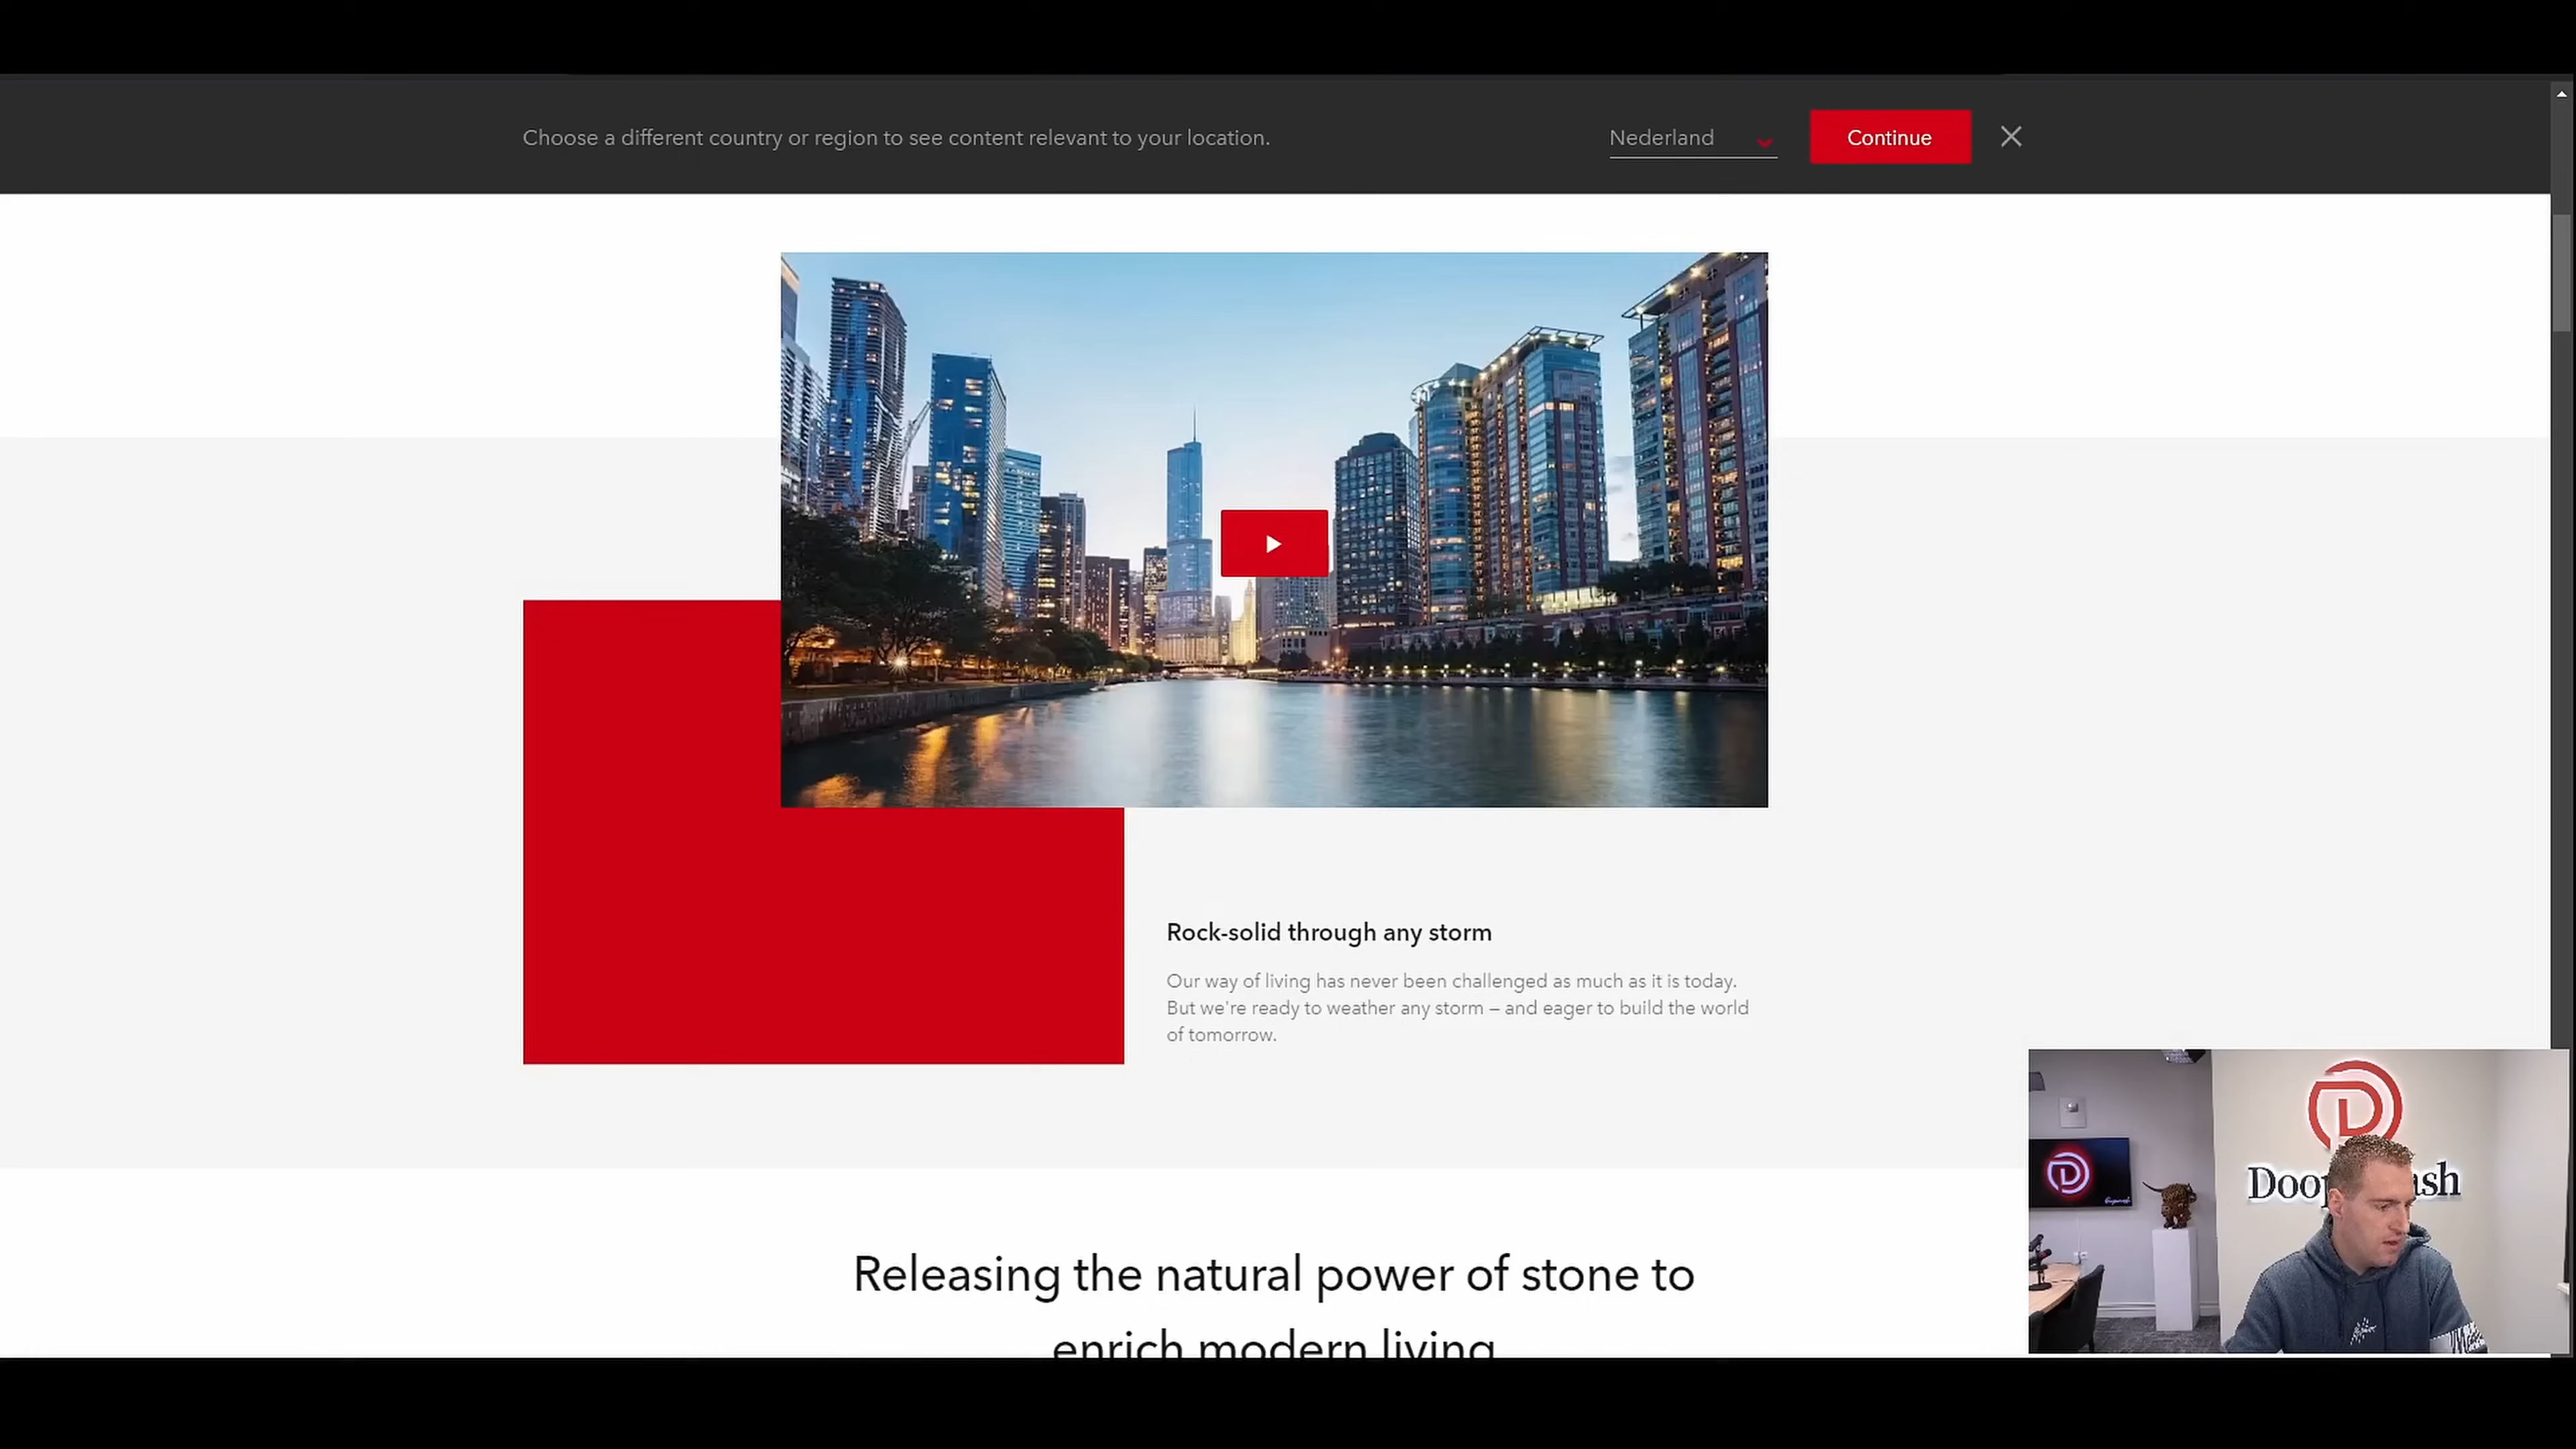 Choose a different country or region to see content relevant to your location.
Nederland
Continue
Rock-solid through any storm
Our way of living has never been challenged as much as it is today.
But we're ready to weather any storm – and eager to build the world
of tomorrow.
Releasing the natural power of stone to
enrich modern living